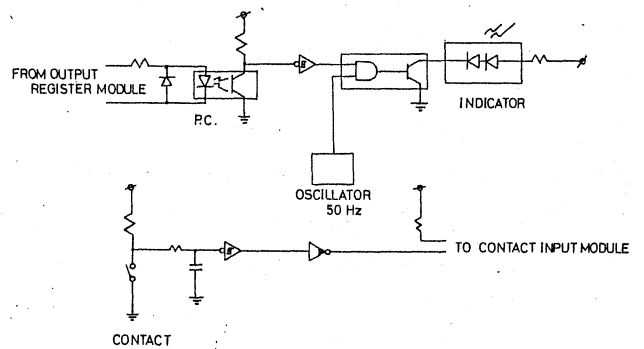 FROM OUTPUT
REGISTER MODULE
P.C.
INDICATOR
OSCILLATOR
50 Hz
TO CONTACT INPUT MODULE
CONTACT